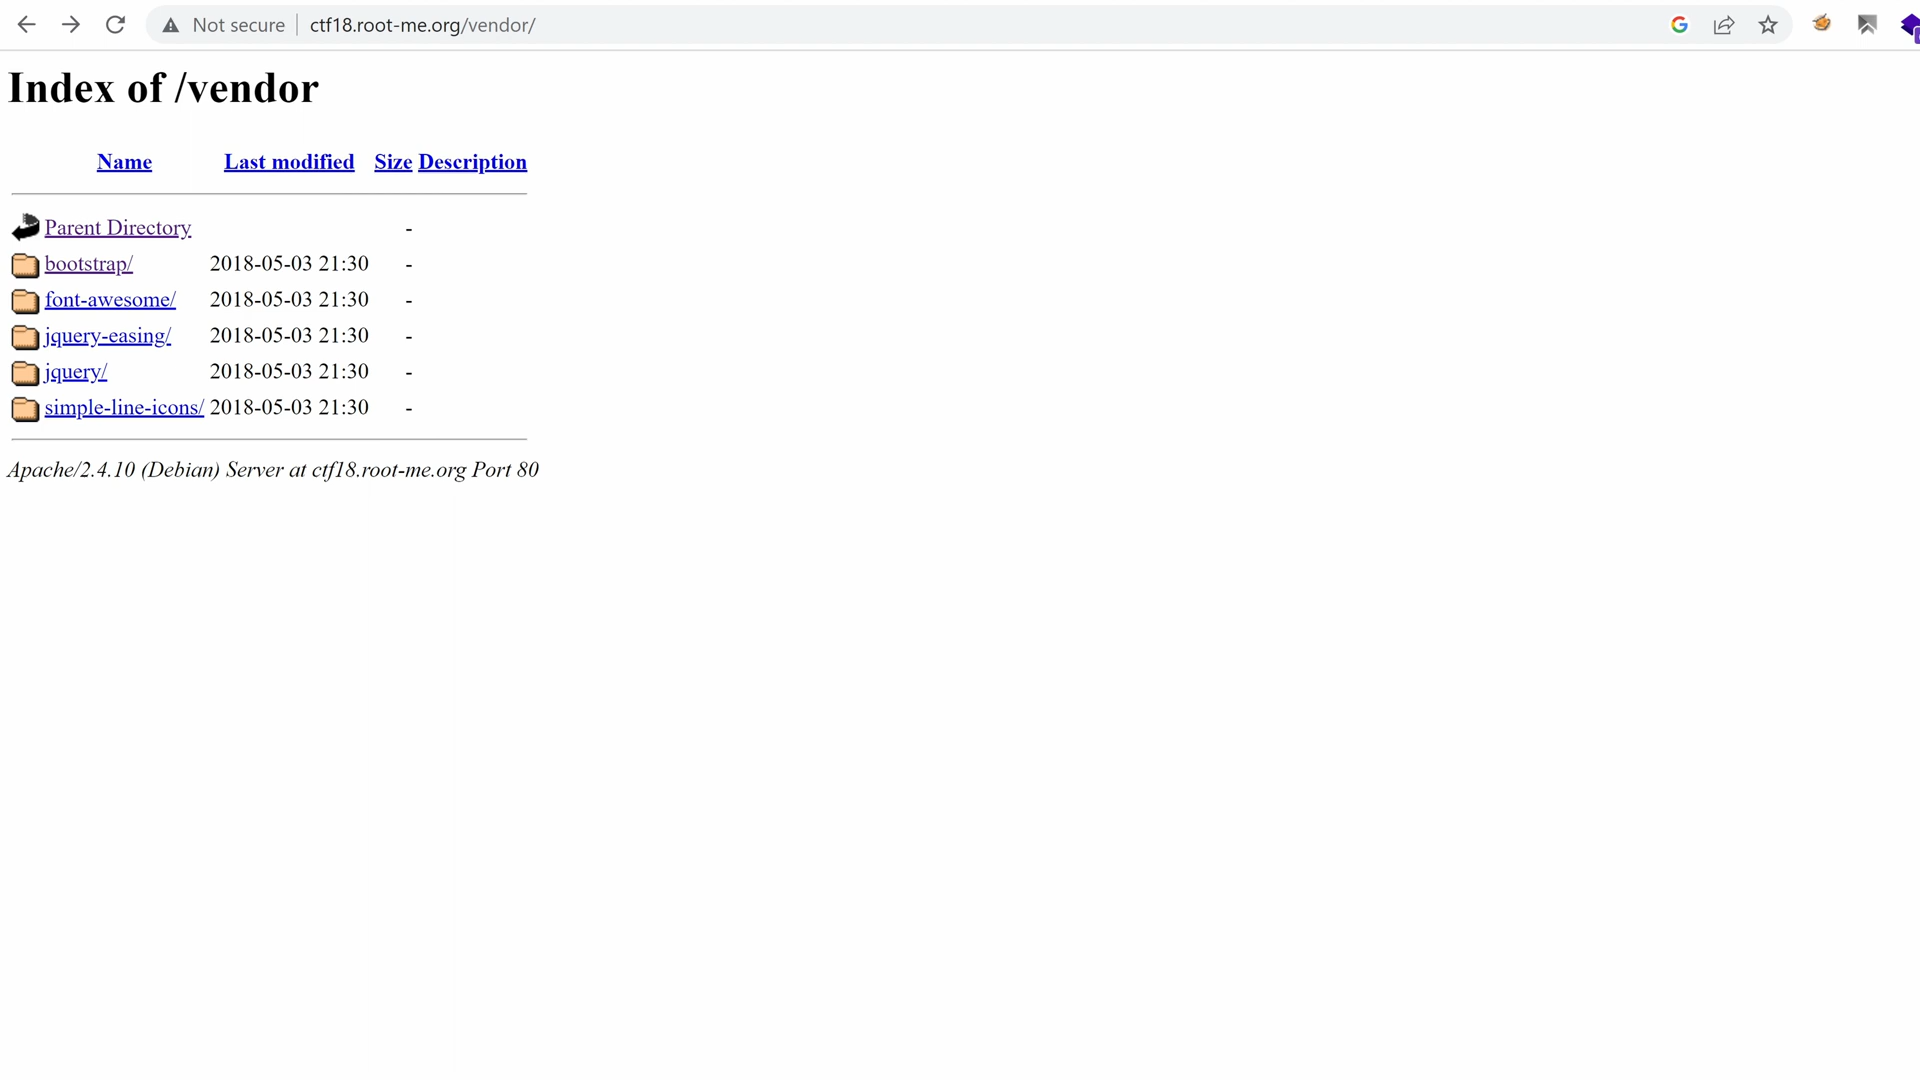 Not secure | ctf18.root-me.org/vendor/
Index of /vendor
Name Last modified Size Description
Parent Directory -
bootstrap/ 2018-05-03 21:30 -
font-awesome/ 2018-05-03 21:30 -
jquery-easing/ 2018-05-03 21:30 -
jquery/ 2018-05-03 21:30 -
simple-line-icons/ 2018-05-03 21:30 -
Apache/2.4.10 (Debian) Server at ctf18.root-me.org Port 80